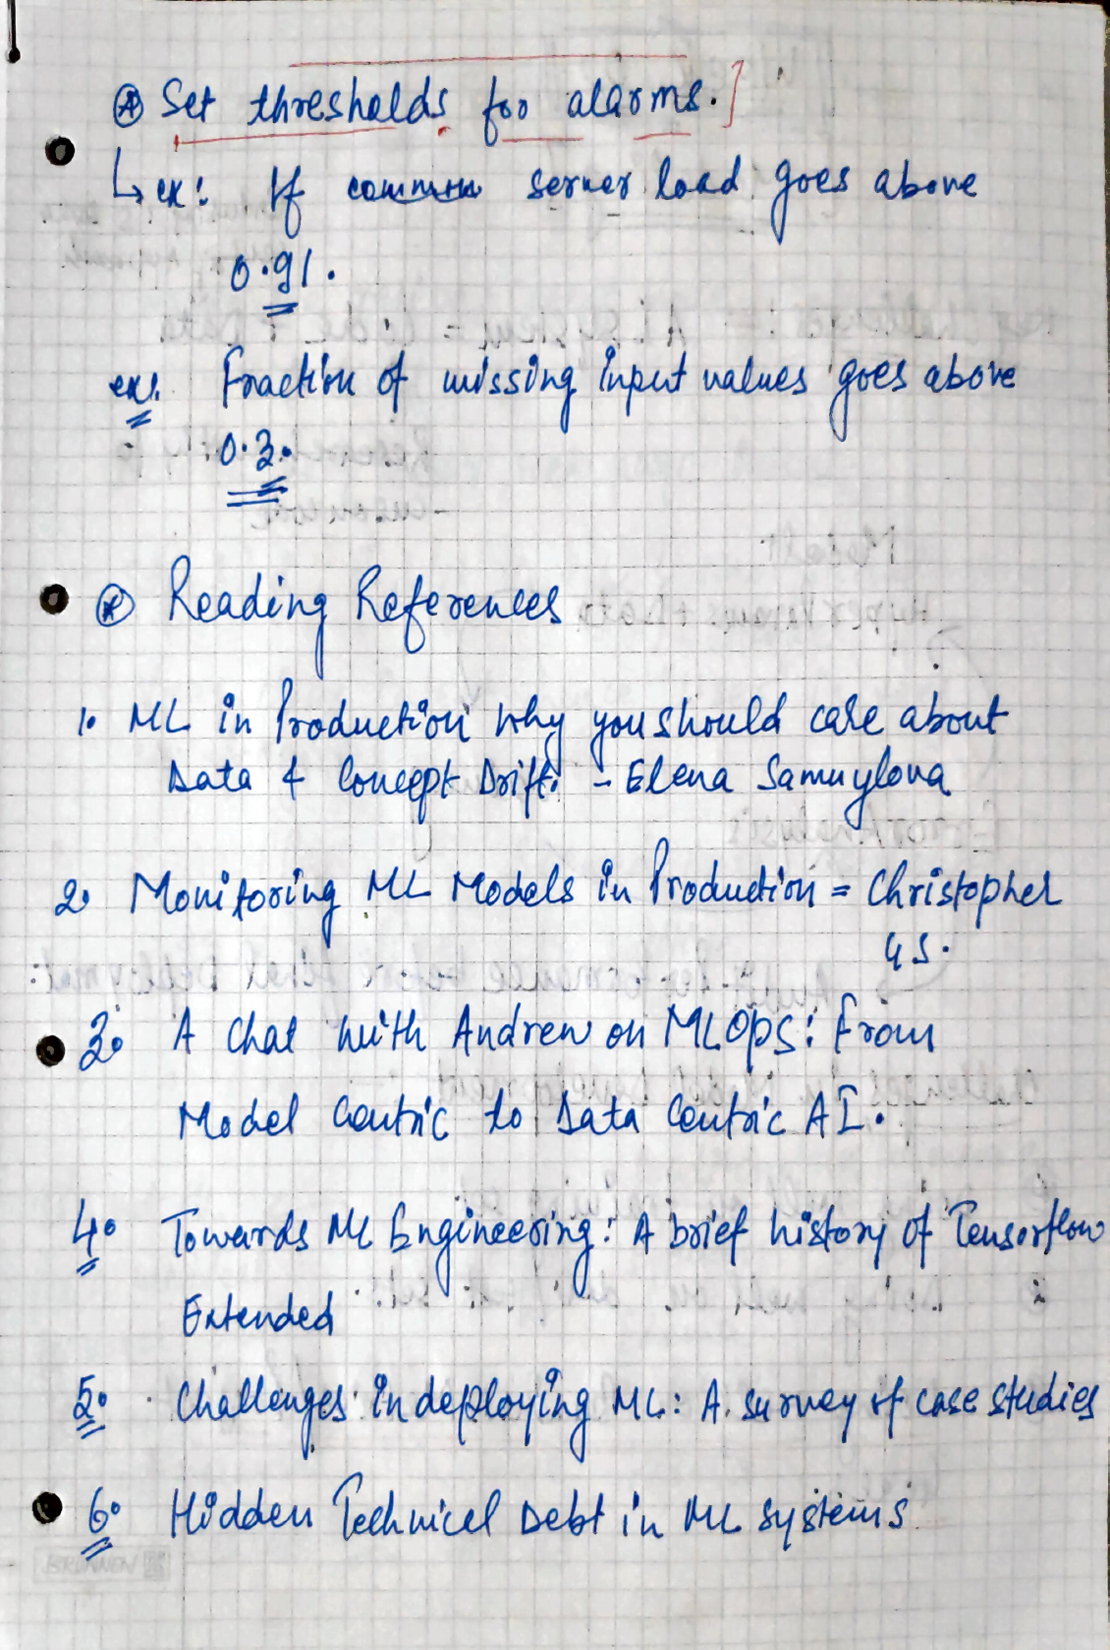 Set thresholds for alarms.]
↳ ex: If server load goes above
0.91.
ex. Fraction of missing input values goes above
0.3.
Reading References
1. ML in Production why you should care about
Data & Concept Drift. - Elena Samuylova
2. Monitoring ML Models in Production = Christopher
GS.
3. A Chat with Andrew on MLOPS: From
Model Centric to Data Centric AI.
4. Towards ML Engineering: A brief history of Tensorflow
Extended
5. Challenges in deploying ML: A survey of case studies
6. Hidden Technical Debt in ML systems
BRUNNEN